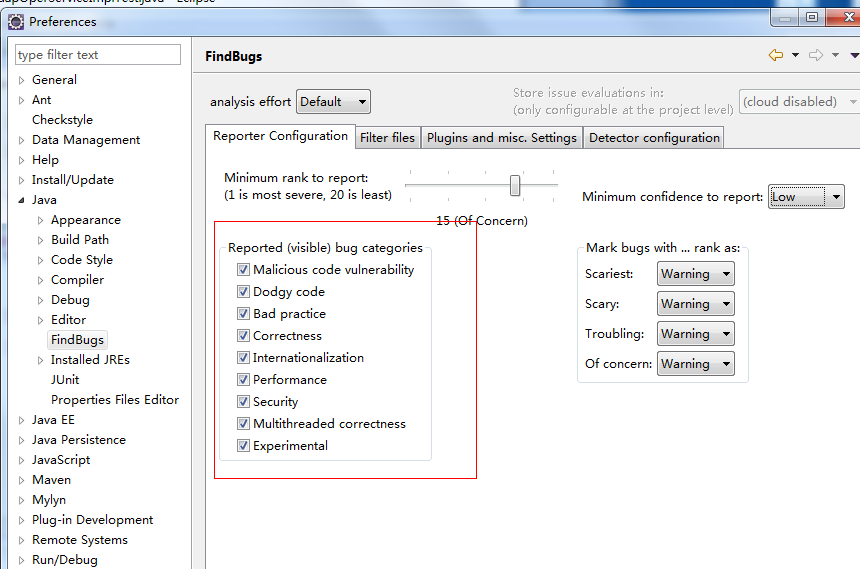 Preferences
type filter text
General
Ant
Checkstyle
Data Management
Help
Install/Update
Java
Appearance
Build Path
Code Style
Compiler
Debug
Editor
FindBugs
Installed JREs
JUnit
Properties Files Editor
Java EE
Java Persistence
JavaScript
Maven
Mylyn
Plug-in Development
Remote Systems
Run/Debug
FindBugs
analysis effort Default
Store issue evaluations in:
(only configurable at the project level) (cloud disabled)
Reporter Configuration Filter files Plugins and misc. Settings Detector configuration
Minimum rank to report:
(1 is most severe, 20 is least)
15 (Of Concern)
Minimum confidence to report: Low
Reported (visible) bug categories
Malicious code vulnerability
Dodgy code
Bad practice
Correctness
Internationalization
Performance
Security
Multithreaded correctness
Experimental
Mark bugs with ... rank as:
Scariest: Warning
Scary: Warning
Troubling: Warning
Of concern: Warning